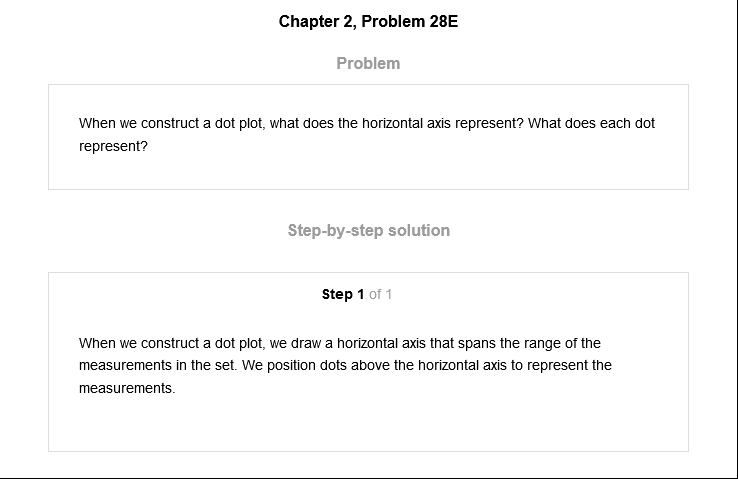 Chapter 2, Problem 28E
Problem
When we construct a dot plot, what does the horizontal axis represent? What does each dot
represent?
Step-by-step solution
Step 1 of 1
When we construct a dot plot, we draw a horizontal axis that spans the range of the
measurements in the set. We position dots above the horizontal axis to represent the
measurements.